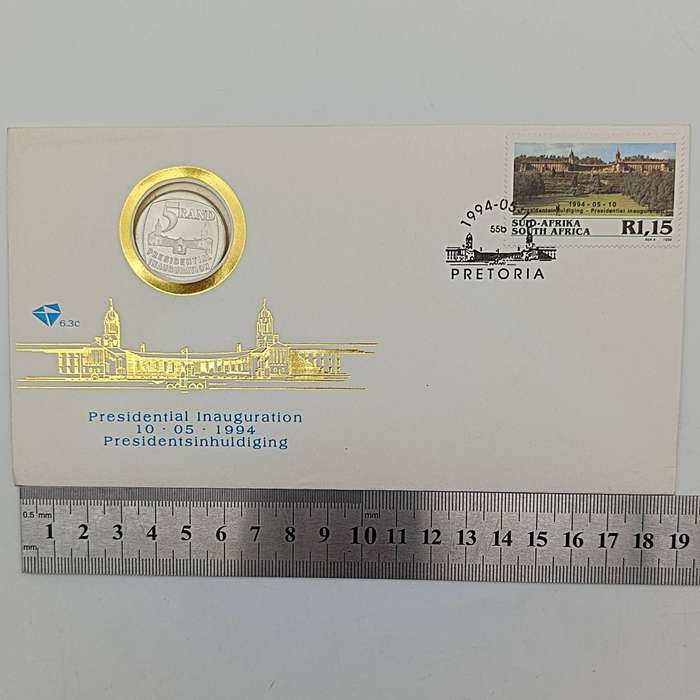 5 RAND
PRESIDENTIAL
INAUGURATION
6.3c
Presidential Inauguration
10 · 05 · 1994
Presidentsinhuldiging
1994-05-
55b
PRETORIA
1994 - 05 - 10
Presidentsinhuldiging - Presidential Inauguration
SUID-AFRIKA
SOUTH AFRICA
R1,15
0.5 mm
mm
1 2 3 4 5 6 7 8 9 10 11 12 13 14 15 16 17 18 19